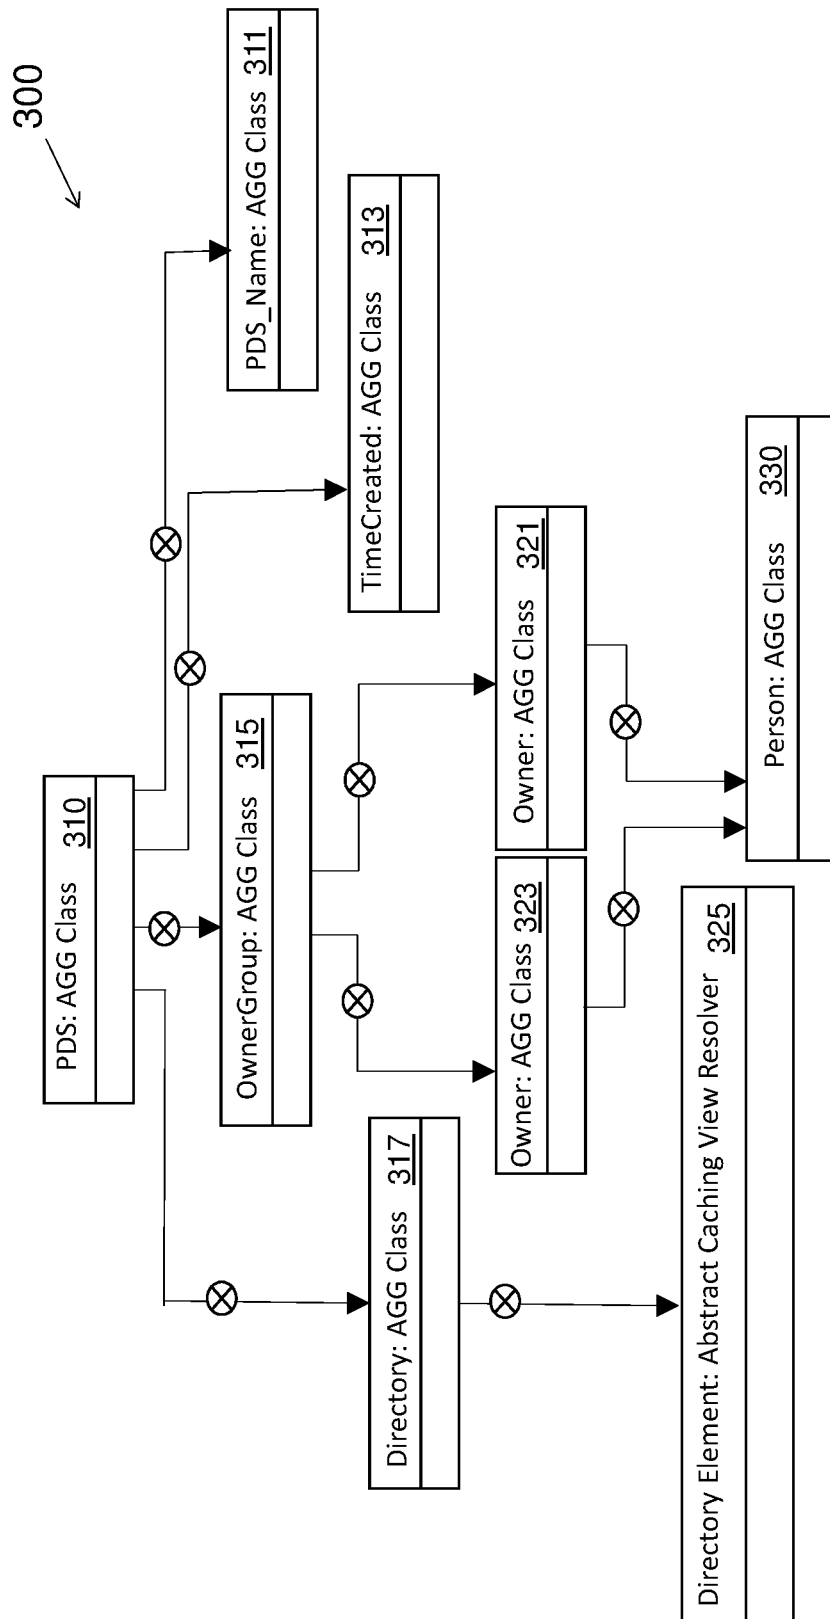 300
PDS: AGG Class 310
PDS_Name: AGG Class 311
OwnerGroup: AGG Class 315
TimeCreated: AGG Class 313
Directory: AGG Class 317
Owner: AGG Class 323
Owner: AGG Class 321
Directory Element: Abstract Caching View Resolver 325
Person: AGG Class 330